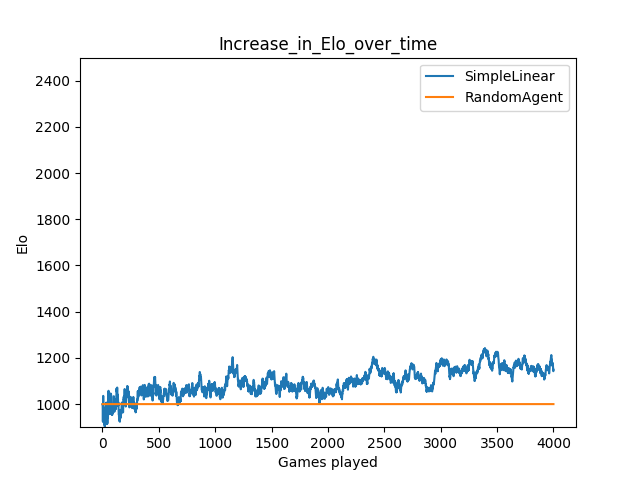 Increase_in_Elo_over_time
SimpleLinear
RandomAgent
2400
2200
2000
1800
1600
1400
1200
1000
Elo
0 500 1000 1500 2000 2500 3000 3500 4000
Games played